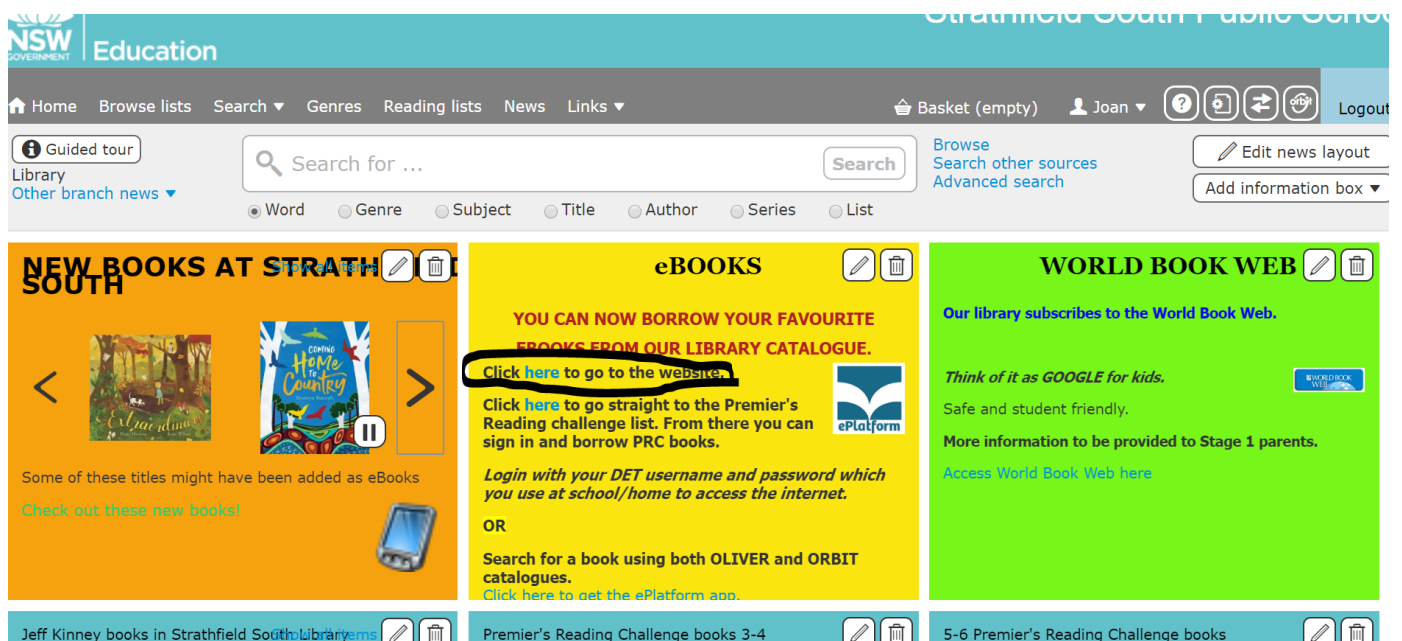 Strathfield South Public School
NSW
GOVERNMENT
Education
Home Browse lists Search Genres Reading lists News Links Basket (empty) Joan ? orbit Logout
Guided tour
Library
Other branch news
Search for ... Search
Word Genre Subject Title Author Series List
Browse
Search other sources
Advanced search
Edit news layout
Add information box
NEW BOOKS AT STRATHFIELD
SOUTH
Show all items
Extraordinary
COMING
HOMe
TO
CouNtRy
Some of these titles might have been added as eBooks
Check out these new books!
eBOOKS
YOU CAN NOW BORROW YOUR FAVOURITE
EBOOKS FROM OUR LIBRARY CATALOGUE.
Click here to go to the website.
Click here to go straight to the Premier's
Reading challenge list. From there you can
sign in and borrow PRC books.
ePlatform
Login with your DET username and password which
you use at school/home to access the internet.
OR
Search for a book using both OLIVER and ORBIT
catalogues.
Click here to get the ePlatform app.
WORLD BOOK WEB
Our library subscribes to the World Book Web.
Think of it as GOOGLE for kids.
WORLD BOOK
WEB
Safe and student friendly.
More information to be provided to Stage 1 parents.
Access World Book Web here
Jeff Kinney books in Strathfield South Library
Show all items
Premier's Reading Challenge books 3-4
5-6 Premier's Reading Challenge books